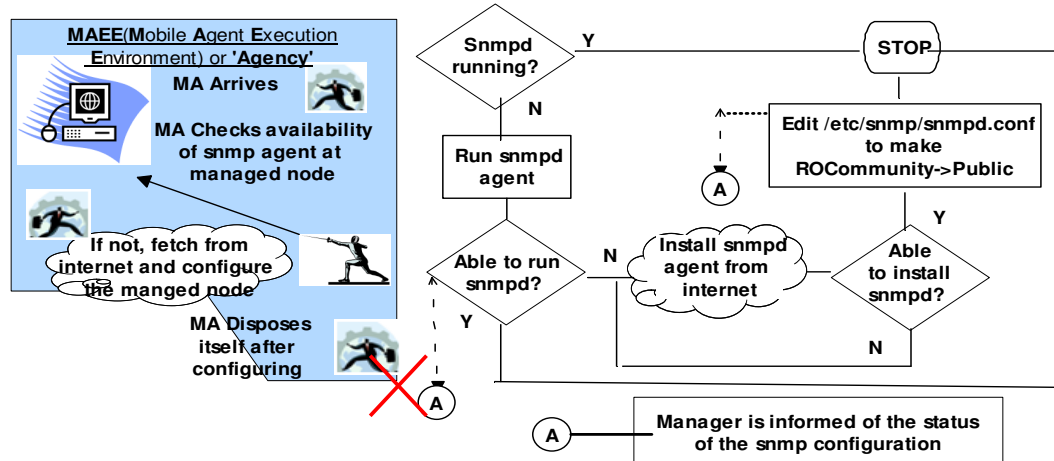 MAEE(Mobile Agent Execution
Environment) or 'Agency'
MA Arrives
MA Checks availability
of snmp agent at
managed node
If not, fetch from
internet and configure
the manged node
MA Disposes
itself after
configuring
Snmpd
running?
Y
N
Run snmpd
agent
Able to run
snmpd?
Y
N
A
Install snmpd
agent from
internet
Able
to install
snmpd?
Y
N
Edit /etc/snmp/snmpd.conf
to make
ROCommunity->Public
A
STOP
A
Manager is informed of the status
of the snmp configuration